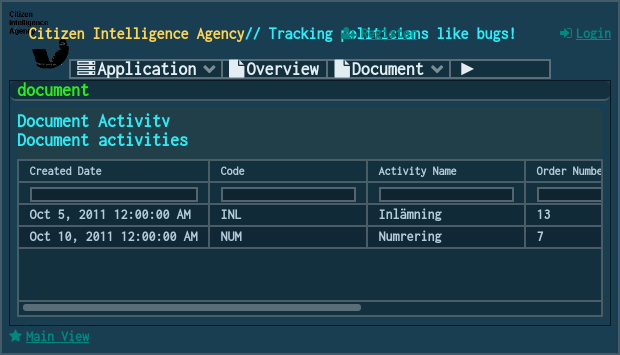 Citizen
Intelligence
Agency
Citizen Intelligence Agency// Tracking politicians like bugs!
Login
Application Overview Document
document
Document Activity
Document activities
Created Date Code Activity Name Order Numbe
Oct 5, 2011 12:00:00 AM INL Inlämning 13
Oct 10, 2011 12:00:00 AM NUM Numrering 7
Main View